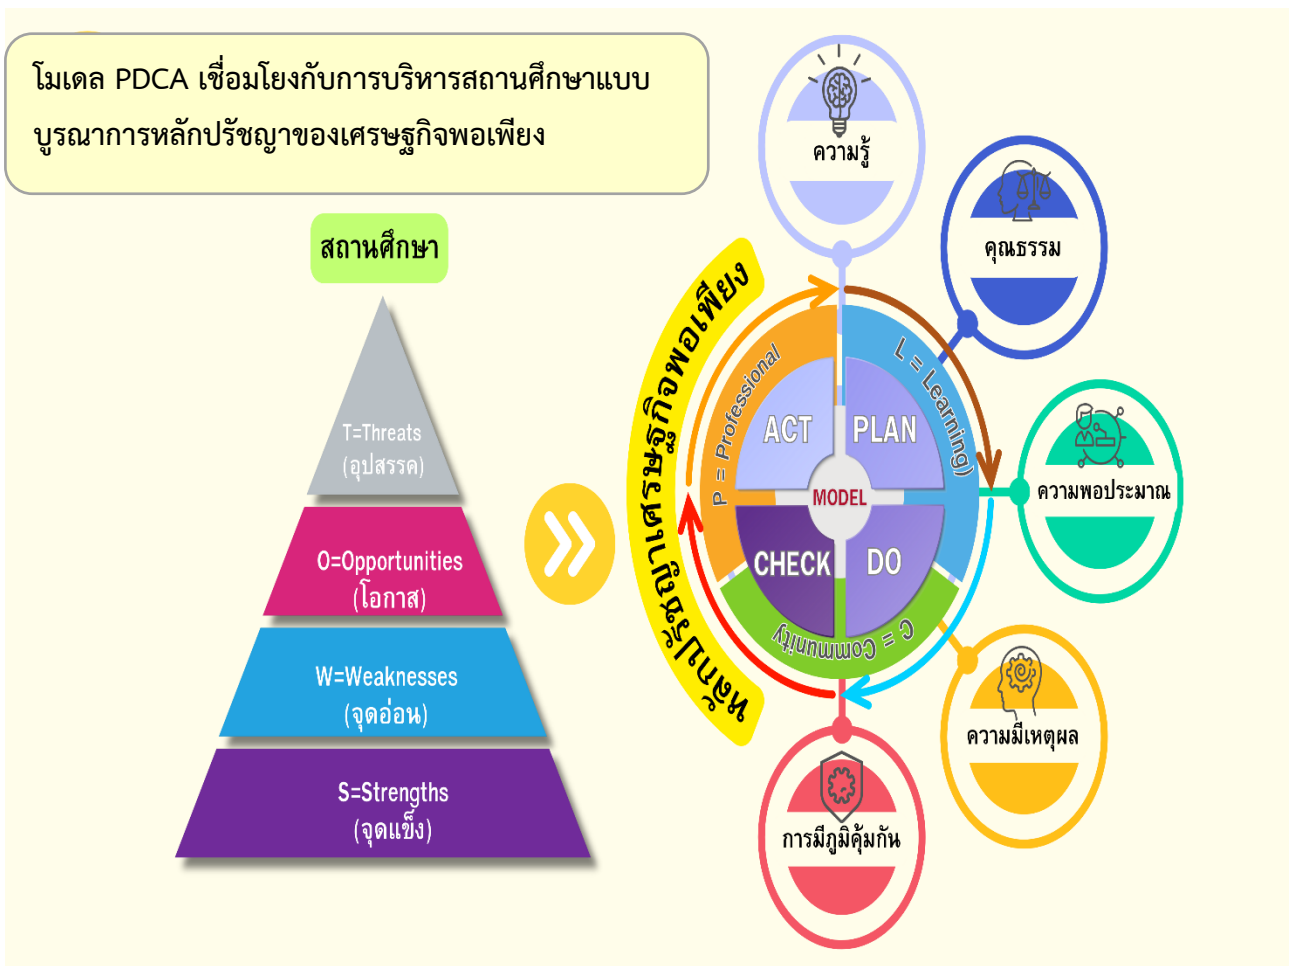 โมเดล PDCA เชื่อมโยงกับการบริหารสถานศึกษาแบบ
บูรณาการหลักปรัชญาของเศรษฐกิจพอเพียง
สถานศึกษา
T=Threats
(อุปสรรค)
O=Opportunities
(โอกาส)
W=Weaknesses
(จุดอ่อน)
S=Strengths
(จุดแข็ง)
หลักปรัชญาเศรษฐกิจพอเพียง
P = Professional
L = Learning)
C = Community
ACT
PLAN
MODEL
CHECK
DO
ความรู้
คุณธรรม
ความพอประมาณ
ความมีเหตุผล
การมีภูมิคุ้มกัน